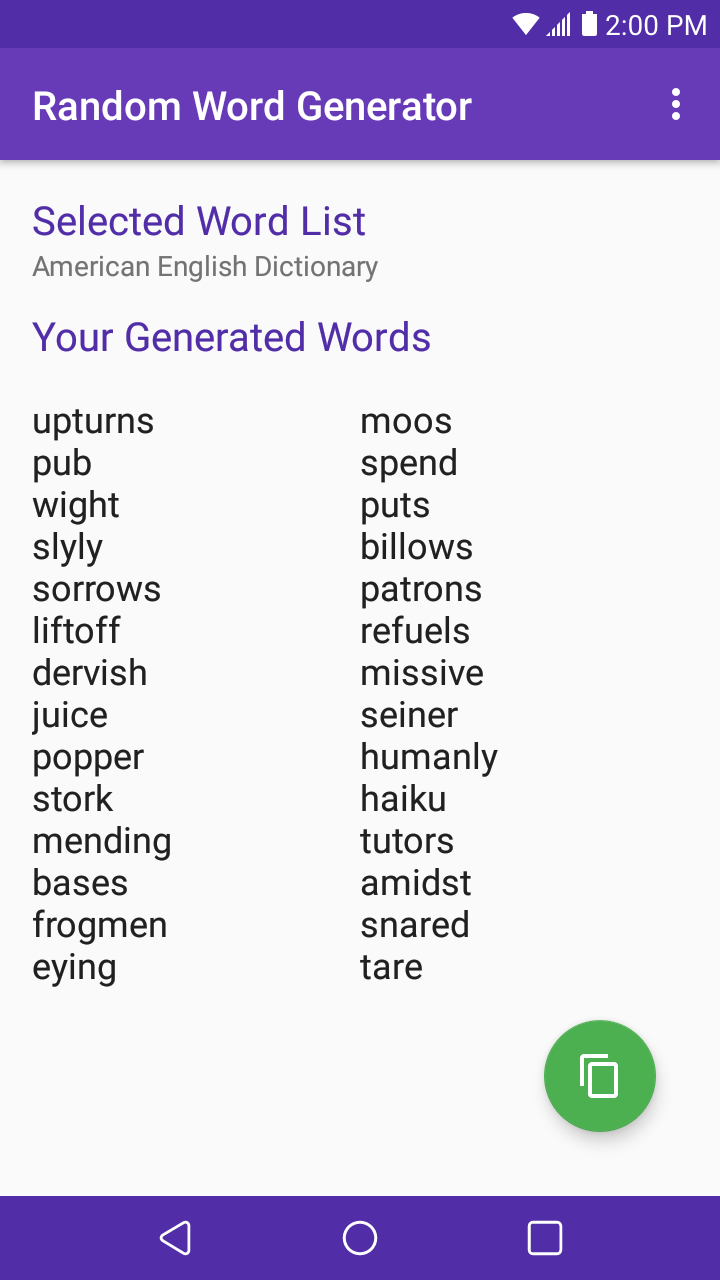 2:00 PM
Random Word Generator
Selected Word List
American English Dictionary
Your Generated Words
upturns
pub
wight
slyly
sorrows
liftoff
dervish
juice
popper
stork
mending
bases
frogmen
eying
moos
spend
puts
billows
patrons
refuels
missive
seiner
humanly
haiku
tutors
amidst
snared
tare